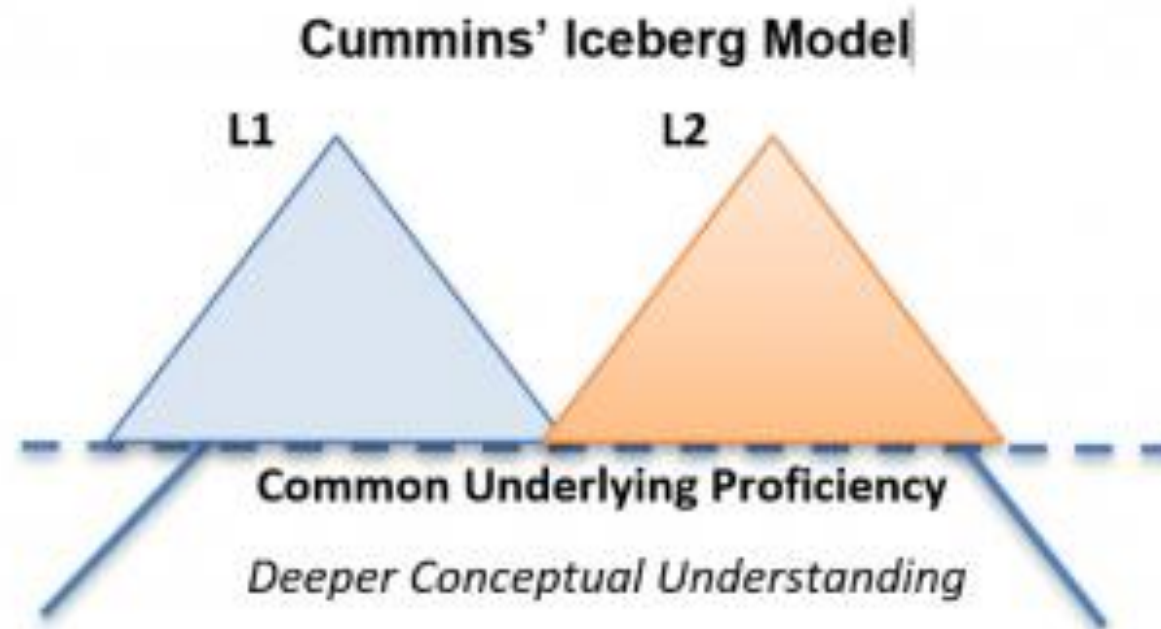 Cummins’ Iceberg Model
L1
L2
Common Underlying Proficiency
Deeper Conceptual Understanding